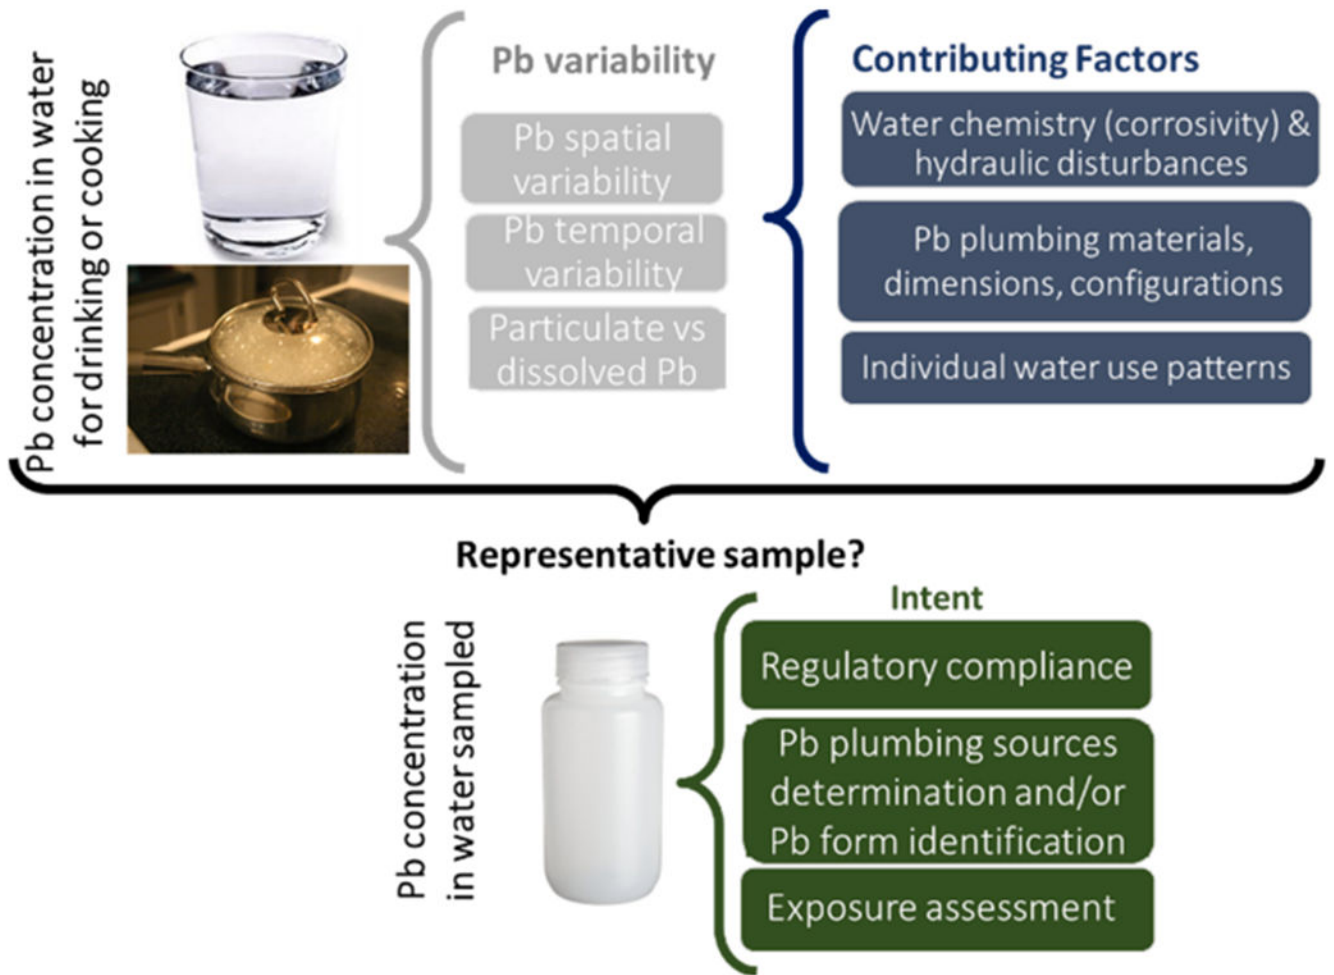 Pb concentration in water
for drinking or cooking
Pb variability
Pb spatial
variability
Pb temporal
variability
Particulate vs
dissolved Pb
Contributing Factors
Water chemistry (corrosivity) &
hydraulic disturbances
Pb plumbing materials,
dimensions, configurations
Individual water use patterns
Representative sample?
Pb concentration
in water sampled
Intent
Regulatory compliance
Pb plumbing sources
determination and/or
Pb form identification
Exposure assessment